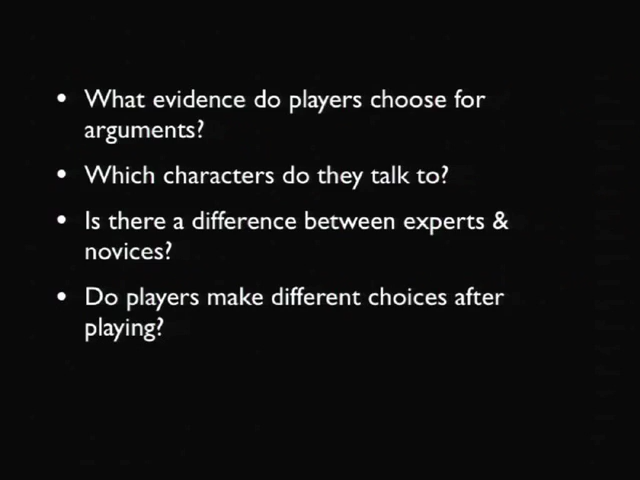 • What evidence do players choose for
arguments?
• Which characters do they talk to?
• Is there a difference between experts &
novices?
• Do players make different choices after
playing?